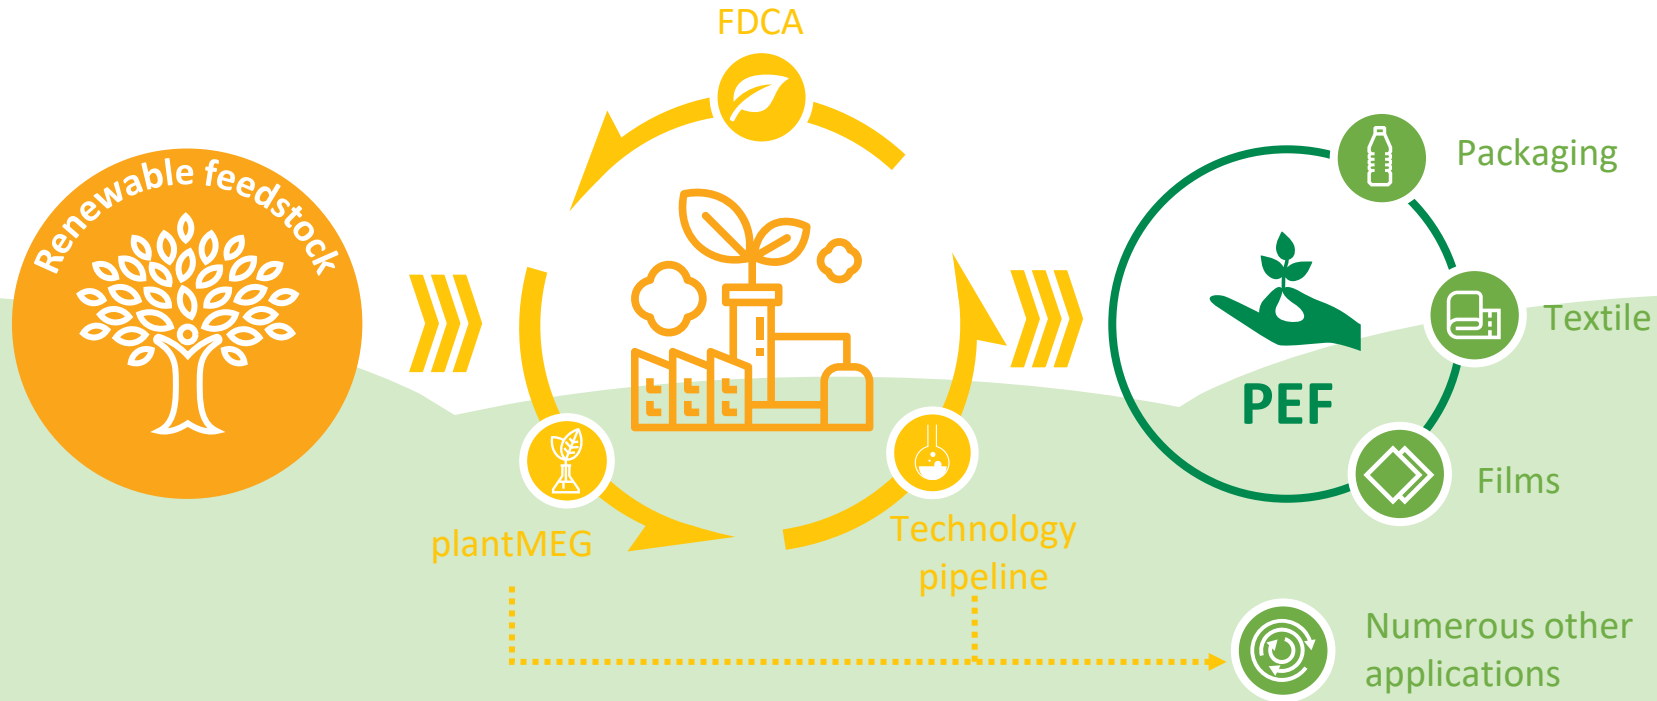 FDCA
Renewable feedstock
plantMEG
Technology
pipeline
PEF
Packaging
Textile
Films
Numerous other
applications